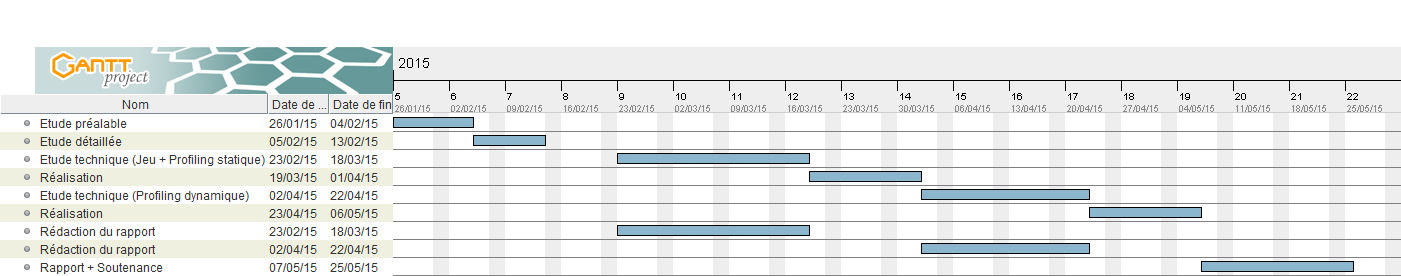 GANTT
project
2015
Nom Date de ... Date de fin
5 6 7 8 9 10 11 12 13 14 15 16 17 18 19 20 21 22
26/01/15 02/02/15 09/02/15 16/02/15 23/02/15 02/03/15 09/03/15 16/03/15 23/03/15 30/03/15 06/04/15 13/04/15 20/04/15 27/04/15 04/05/15 11/05/15 18/05/15 25/05/15
Etude préalable 26/01/15 04/02/15
Etude détaillée 05/02/15 13/02/15
Etude technique (Jeu + Profiling statique) 23/02/15 18/03/15
Réalisation 19/03/15 01/04/15
Etude technique (Profiling dynamique) 02/04/15 22/04/15
Réalisation 23/04/15 06/05/15
Rédaction du rapport 23/02/15 18/03/15
Rédaction du rapport 02/04/15 22/04/15
Rapport + Soutenance 07/05/15 25/05/15